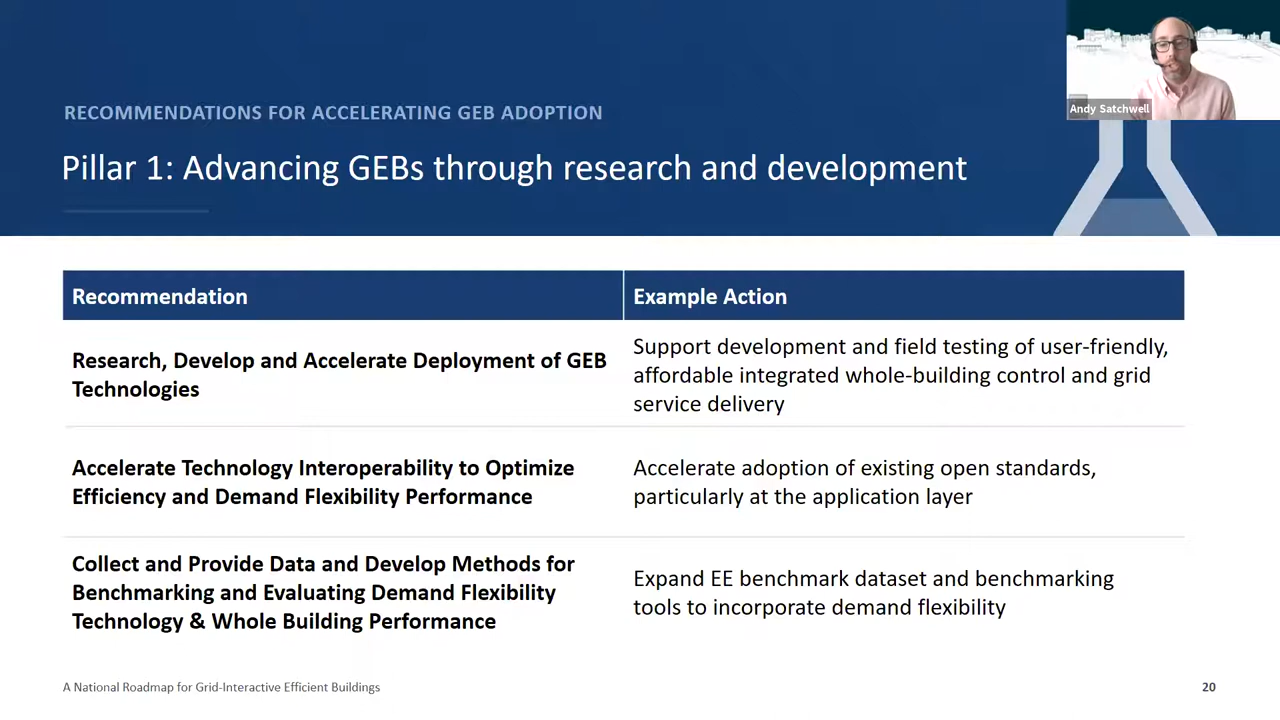 Andy Satchwell
RECOMMENDATIONS FOR ACCELERATING GEB ADOPTION
Pillar 1: Advancing GEBs through research and development
Recommendation
Example Action
Research, Develop and Accelerate Deployment of GEB
Technologies
Support development and field testing of user-friendly,
affordable integrated whole-building control and grid
service delivery
Accelerate Technology Interoperability to Optimize
Efficiency and Demand Flexibility Performance
Accelerate adoption of existing open standards,
particularly at the application layer
Collect and Provide Data and Develop Methods for
Benchmarking and Evaluating Demand Flexibility
Technology & Whole Building Performance
Expand EE benchmark dataset and benchmarking
tools to incorporate demand flexibility
A National Roadmap for Grid-Interactive Efficient Buildings
20